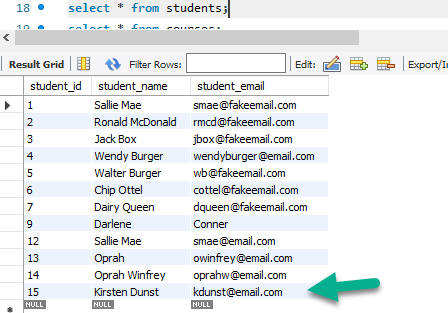 18 select * from students;
19 select * from courses;
Result Grid Filter Rows: Edit: Export/In
student_id student_name student_email
1 Sallie Mae smae@fakeemail.com
2 Ronald McDonald rmcd@fakeemail.com
3 Jack Box jbox@fakeemail.com
4 Wendy Burger wendyburger@email.com
5 Walter Burger wb@fakeemail.com
6 Chip Ottel cottel@fakeemail.com
7 Dairy Queen dqueen@fakeemail.com
9 Darlene Conner
12 Sallie Mae smae@email.com
13 Oprah owinfrey@email.com
14 Oprah Winfrey oprahw@email.com
15 Kirsten Dunst kdunst@email.com
NULL NULL NULL